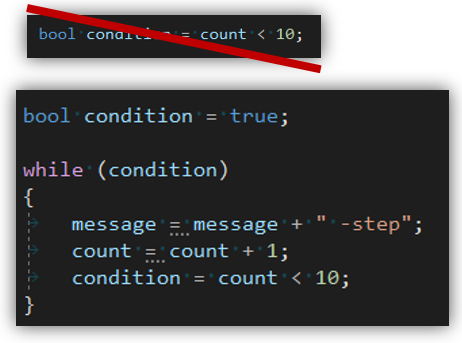 bool condition = count < 10;
bool condition = true;
while (condition)
{
message = message + " -step";
count = count + 1;
condition = count < 10;
}